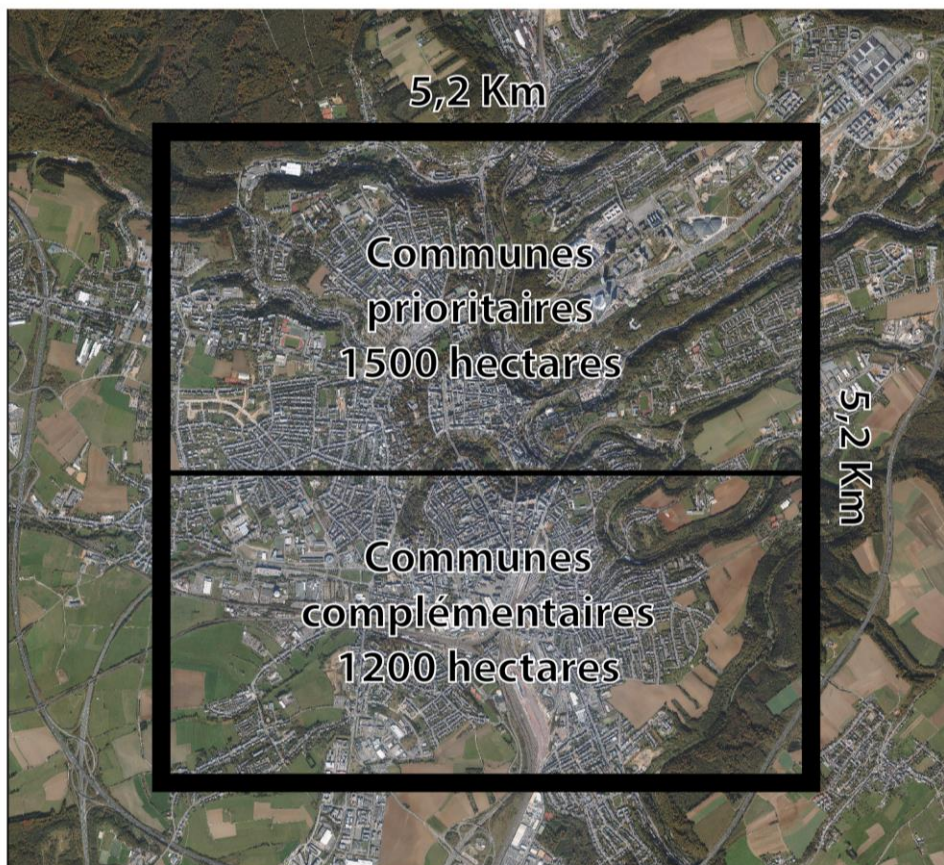 5,2 Km
Communes
prioritaires
1500 hectares
5,2 Km
Communes
complémentaires
1200 hectares